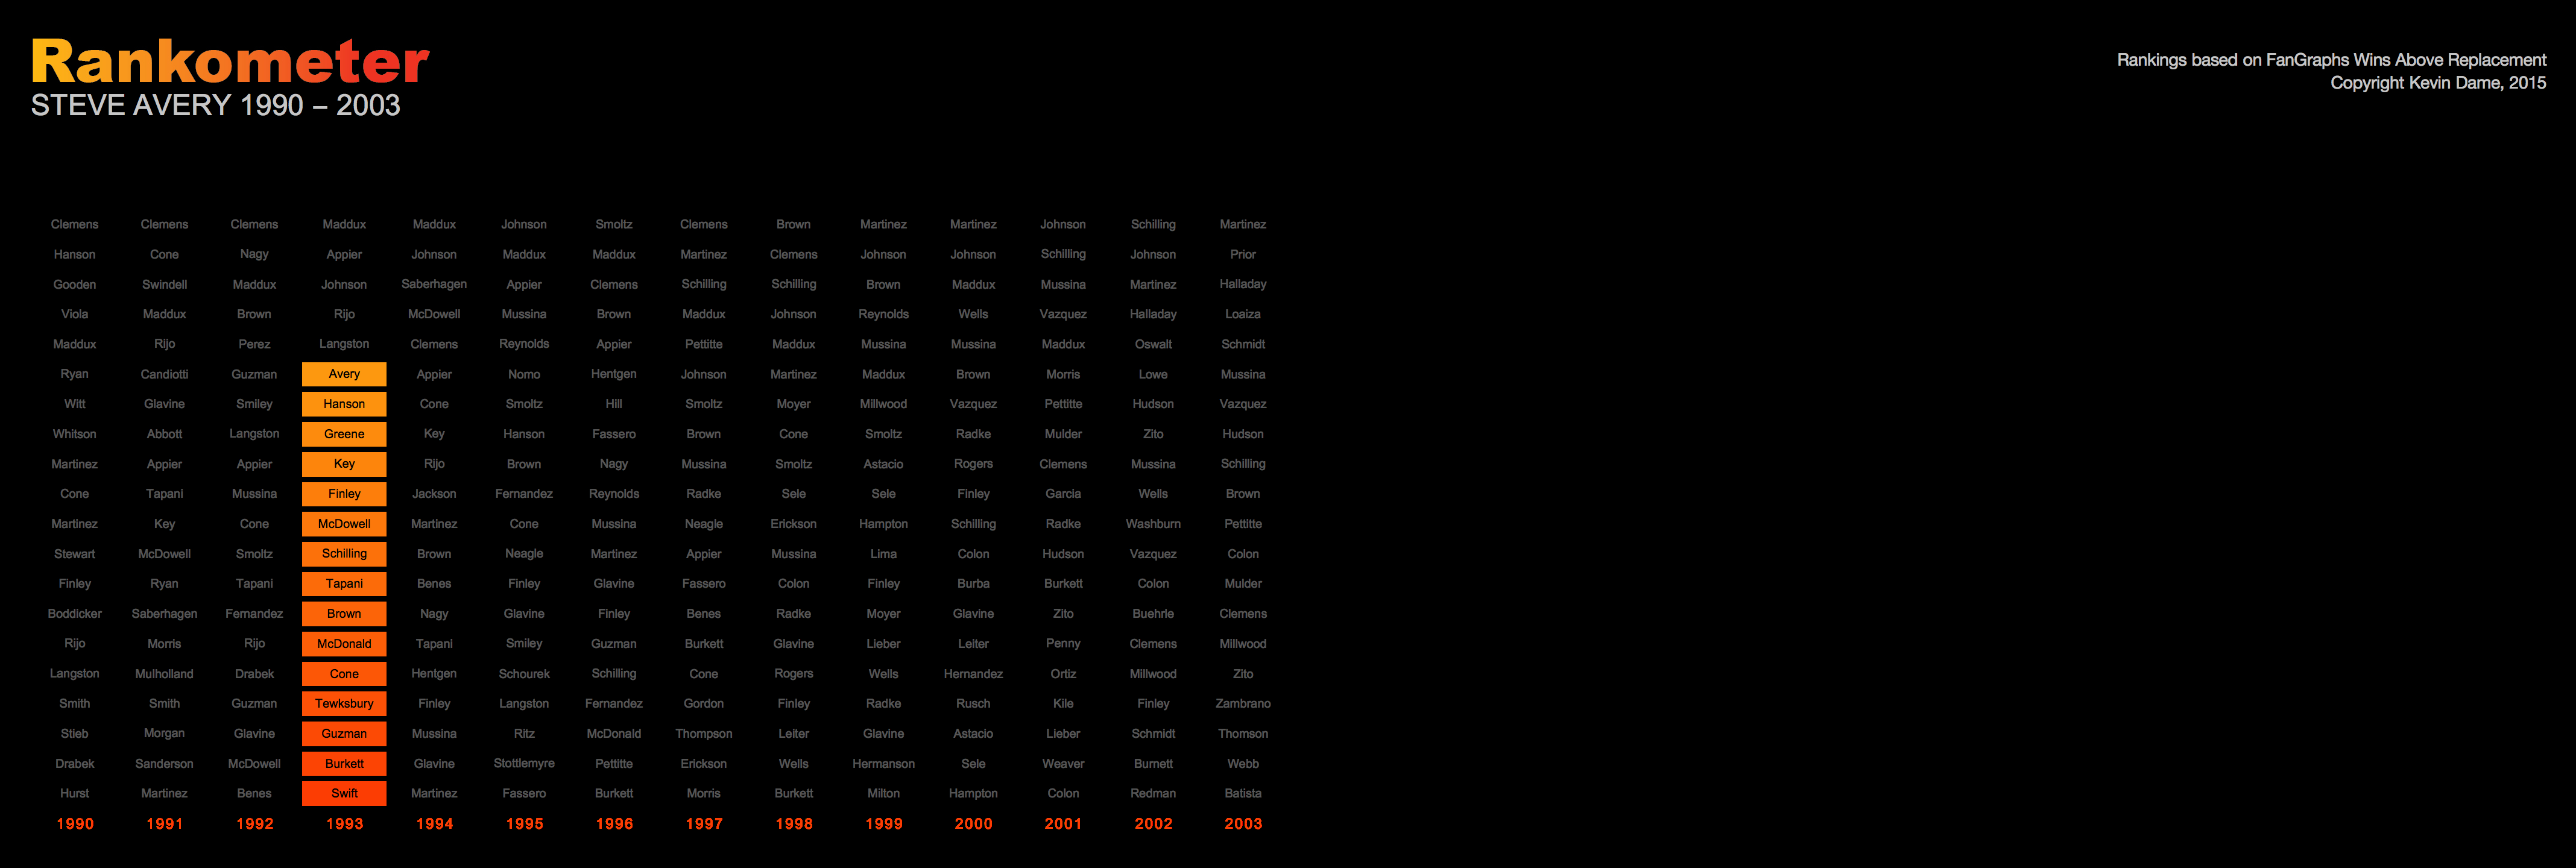 Rankometer
STEVE AVERY 1990 – 2003
Rankings based on FanGraphs Wins Above Replacement
Copyright Kevin Dame, 2015
Clemens Clemens Clemens Maddux Maddux Johnson Smoltz Clemens Brown Martinez Martinez Johnson Schilling Martinez
Hanson Cone Nagy Appier Johnson Maddux Maddux Martinez Clemens Johnson Johnson Schilling Johnson Prior
Gooden Swindell Maddux Johnson Saberhagen Appier Clemens Schilling Schilling Brown Maddux Mussina Martinez Halladay
Viola Maddux Brown Rijo McDowell Mussina Brown Maddux Johnson Reynolds Wells Vazquez Halladay Loaiza
Maddux Rijo Perez Langston Clemens Reynolds Appier Pettitte Maddux Mussina Mussina Maddux Oswalt Schmidt
Ryan Candiotti Guzman Avery Appier Nomo Hentgen Johnson Martinez Maddux Brown Morris Lowe Mussina
Witt Glavine Smiley Hanson Cone Smoltz Hill Smoltz Moyer Millwood Vazquez Pettitte Hudson Vazquez
Whitson Abbott Langston Greene Key Hanson Fassero Brown Cone Smoltz Radke Mulder Zito Hudson
Martinez Appier Appier Key Rijo Brown Nagy Mussina Smoltz Astacio Rogers Clemens Mussina Schilling
Cone Tapani Mussina Finley Jackson Fernandez Reynolds Radke Sele Sele Finley Garcia Wells Brown
Martinez Key Cone McDowell Martinez Cone Mussina Neagle Erickson Hampton Schilling Radke Washburn Pettitte
Stewart McDowell Smoltz Schilling Brown Neagle Martinez Appier Mussina Lima Colon Hudson Vazquez Colon
Finley Ryan Tapani Tapani Benes Finley Glavine Fassero Colon Finley Burba Burkett Colon Mulder
Boddicker Saberhagen Fernandez Brown Nagy Glavine Finley Benes Radke Moyer Glavine Zito Buehrle Clemens
Rijo Morris Rijo McDonald Tapani Smiley Guzman Burkett Glavine Lieber Leiter Penny Clemens Millwood
Langston Mulholland Drabek Cone Hentgen Schourek Schilling Cone Rogers Wells Hernandez Ortiz Millwood Zito
Smith Smith Guzman Tewksbury Finley Langston Fernandez Gordon Finley Radke Rusch Kile Finley Zambrano
Stieb Morgan Glavine Guzman Mussina Ritz McDonald Thompson Leiter Glavine Astacio Lieber Schmidt Thomson
Drabek Sanderson McDowell Burkett Glavine Stottlemyre Pettitte Erickson Wells Hermanson Sele Weaver Burnett Webb
Hurst Martinez Benes Swift Martinez Fassero Burkett Morris Burkett Milton Hampton Colon Redman Batista
1990 1991 1992 1993 1994 1995 1996 1997 1998 1999 2000 2001 2002 2003